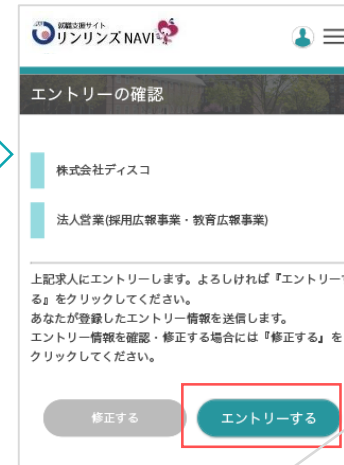 就職支援サイト
リンリンズNAVI
エントリーの確認
株式会社ディスコ
法人営業(採用広報事業・教育広報事業)
上記求人にエントリーします。よろしければ『エントリーす
る』をクリックしてください。
あなたが登録したエントリー情報を送信します。
エントリー情報を確認・修正する場合には『修正する』を
クリックしてください。
修正する
エントリーする